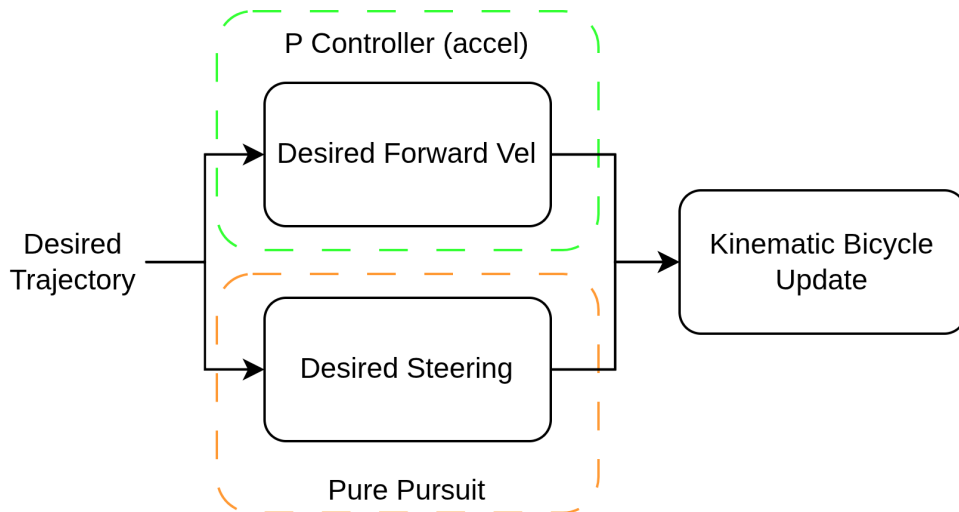 P Controller (accel)
Desired Forward Vel
Desired
Trajectory
Kinematic Bicycle
Update
Desired Steering
Pure Pursuit